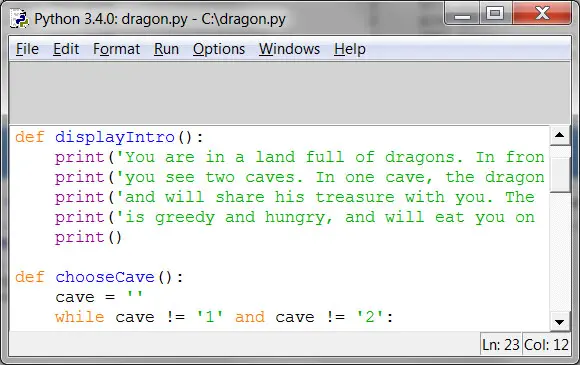 Python 3.4.0: dragon.py - C:\dragon.py
File Edit Format Run Options Windows Help
def displayIntro():
    print('You are in a land full of dragons. In fron
    print('you see two caves. In one cave, the dragon
    print('and will share his treasure with you. The
    print('is greedy and hungry, and will eat you on
    print()

def chooseCave():
    cave = ''
    while cave != '1' and cave != '2':
Ln: 23 Col: 12